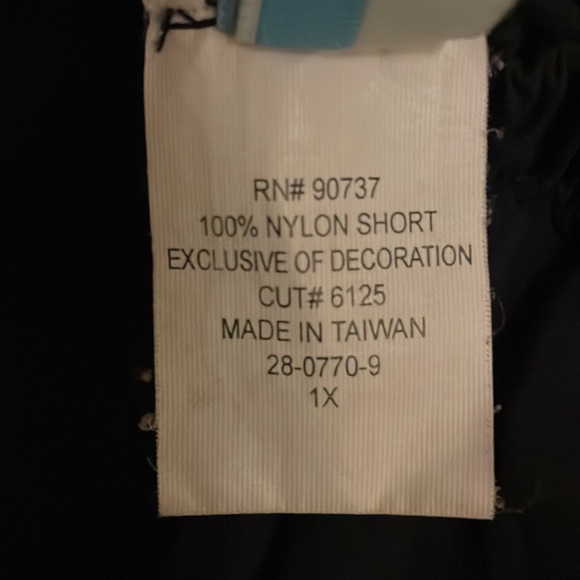 RN# 90737
100% NYLON SHORT
EXCLUSIVE OF DECORATION
CUT# 6125
MADE IN TAIWAN
28-0770-9
1X